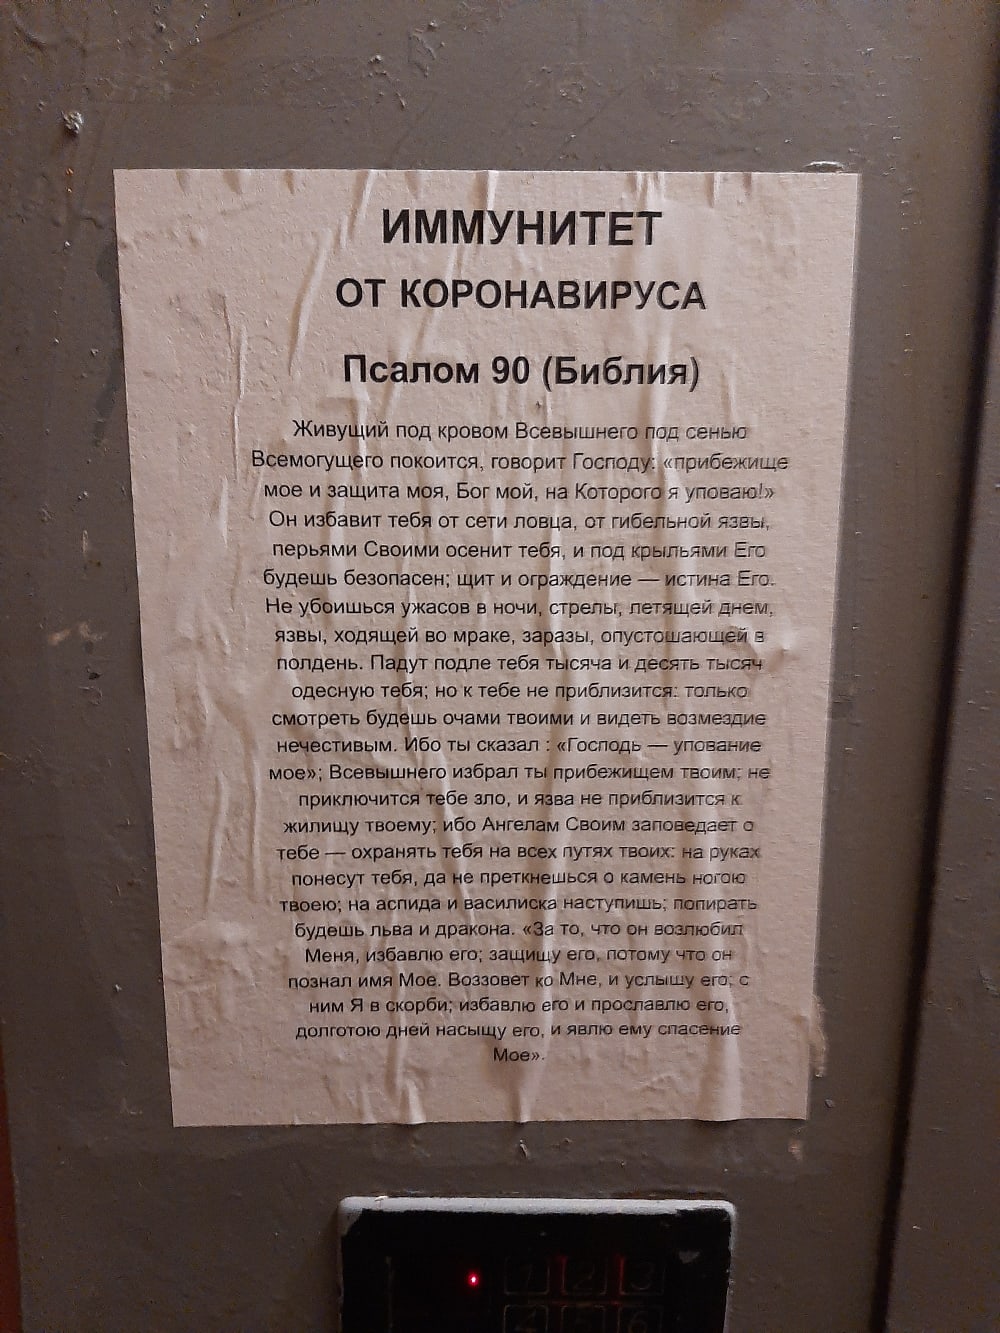 ИММУНИТЕТ
ОТ КОРОНАВИРУСА
Псалом 90 (Библия)
Живущий под кровом Всевышнего под сенью
Всемогущего покоится, говорит Господу: «прибежище
мое и защита моя, Бог мой, на Которого я уповаю!»
Он избавит тебя от сети ловца, от гибельной язвы,
перьями Своими осенит тебя, и под крыльями Его
будешь безопасен; щит и ограждение — истина Его.
Не убоишься ужасов в ночи, стрелы, летящей днем,
язвы, ходящей во мраке, заразы, опустошающей в
полдень. Падут подле тебя тысяча и десять тысяч
одесную тебя; но к тебе не приблизится: только
смотреть будешь очами твоими и видеть возмездие
нечестивым. Ибо ты сказал : «Господь — упование
мое»; Всевышнего избрал ты прибежищем твоим; не
приключится тебе зло, и язва не приблизится к
жилищу твоему; ибо Ангелам Своим заповедает о
тебе — охранять тебя на всех путях твоих: на руках
понесут тебя, да не преткнешься о камень ногою
твоею; на аспида и василиска наступишь; попирать
будешь льва и дракона. «За то, что он возлюбил
Меня, избавлю его; защищу его, потому что он
познал имя Мое. Воззовет ко Мне, и услышу его; с
ним Я в скорби; избавлю его и прославлю его,
долготою дней насыщу его, и явлю ему спасение
Мое».
1 2 3
4 5 6